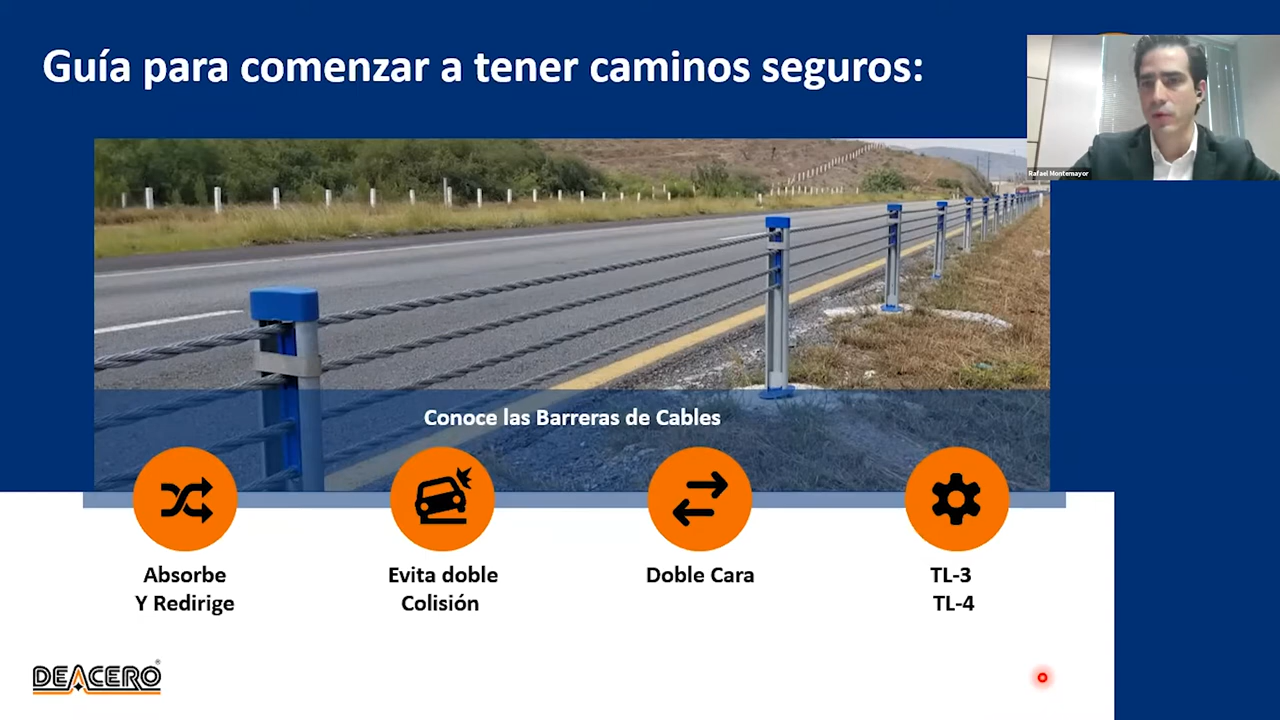 Guía para comenzar a tener caminos seguros:
Rafael Montemayor
Conoce las Barreras de Cables
Absorbe
Y Redirige
Evita doble
Colisión
Doble Cara
TL-3
TL-4
DEACERO®